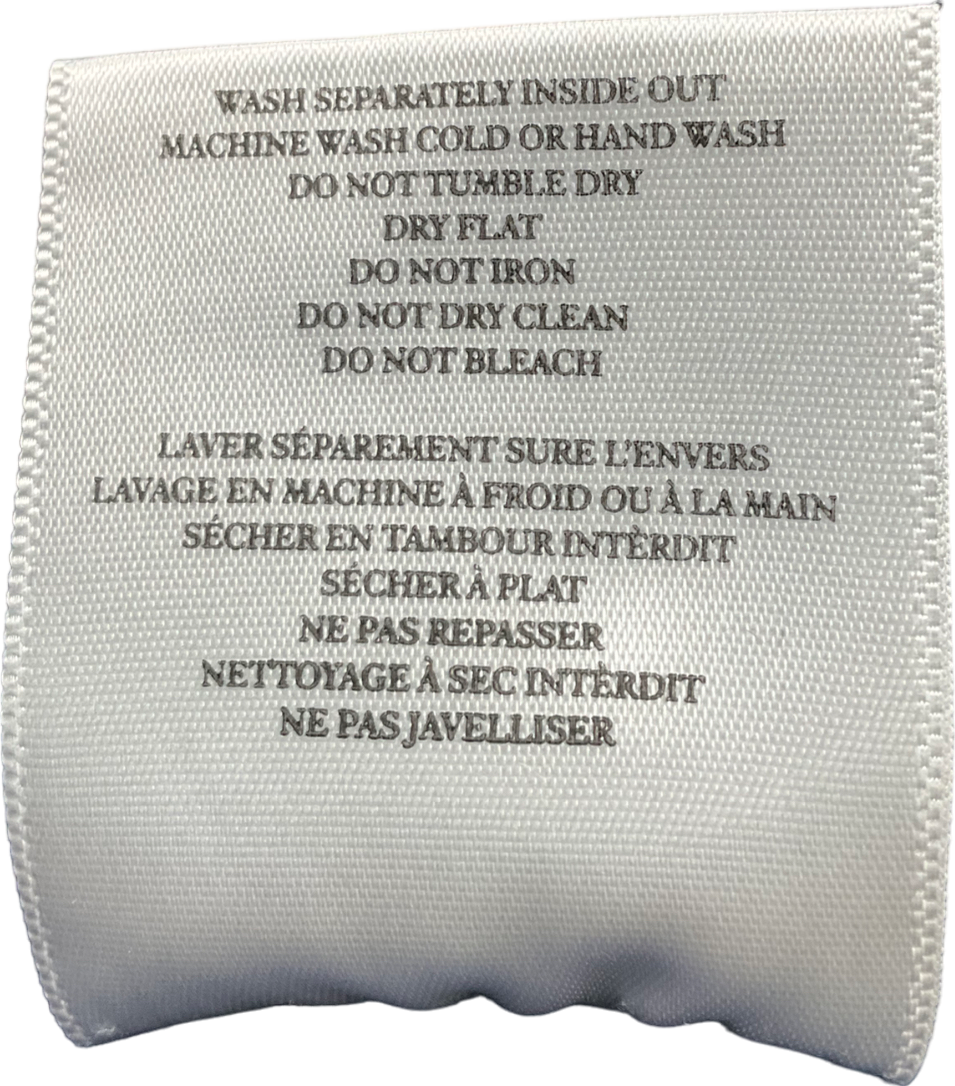 WASH SEPARATELY INSIDE OUT
MACHINE WASH COLD OR HAND WASH
DO NOT TUMBLE DRY
DRY FLAT
DO NOT IRON
DO NOT DRY CLEAN
DO NOT BLEACH
LAVER SÉPAREMENT SURE L'ENVERS
LAVAGE EN MACHINE À FROID OU À LA MAIN
SÉCHER EN TAMBOUR INTÈRDIT
SÉCHER À PLAT
NE PAS REPASSER
NETTOYAGE À SEC INTÈRDIT
NE PAS JAVELLISER